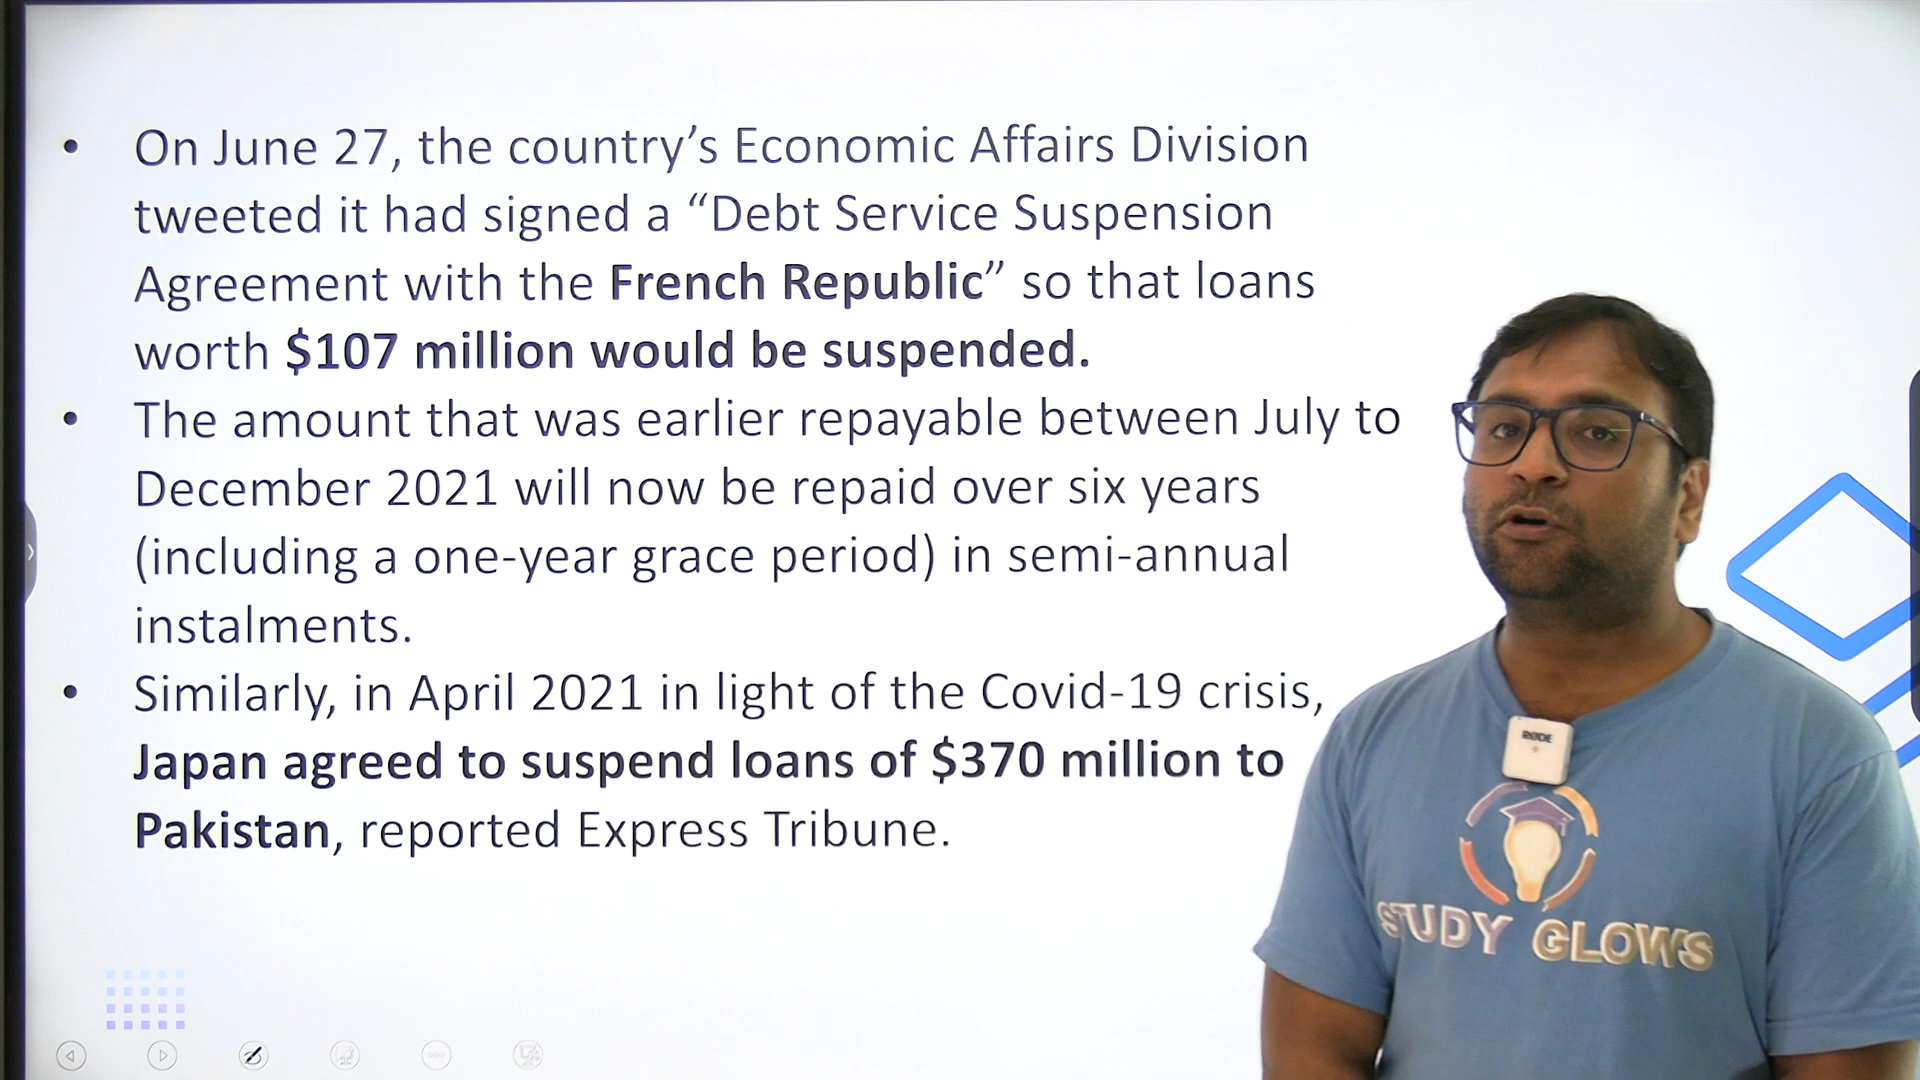 • On June 27, the country’s Economic Affairs Division
tweeted it had signed a “Debt Service Suspension
Agreement with the French Republic” so that loans
worth $107 million would be suspended.
• The amount that was earlier repayable between July to
December 2021 will now be repaid over six years
(including a one-year grace period) in semi-annual
instalments.
• Similarly, in April 2021 in light of the Covid-19 crisis,
Japan agreed to suspend loans of $370 million to
Pakistan, reported Express Tribune.
RØDE
STUDY GLOWS